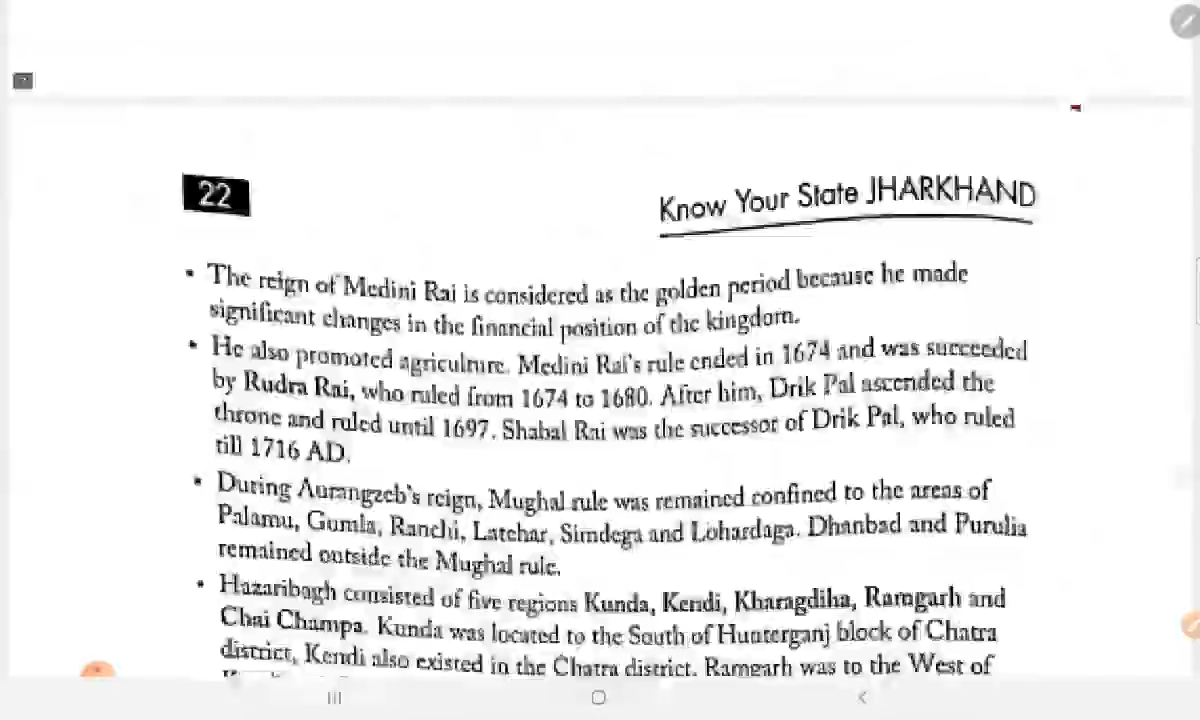 22
Know Your State JHARKHAND
• The reign of Medini Rai is considered as the golden period because he made
significant changes in the financial position of the kingdom.
• He also promoted agriculture. Medini Rai's rule ended in 1674 and was succeeded
by Rudra Rai, who ruled from 1674 to 1680. After him, Drik Pal ascended the
throne and ruled until 1697. Shahal Rai was the successor of Drik Pal, who ruled
till 1716 AD.
• During Aurangzeb's reign, Mughal rule was remained confined to the areas of
Palamu, Gumla, Ranchi, Latehar, Simdega and Lohardaga. Dhanbad and Purulia
remained outside the Mughal rule.
• Hazaribagh consisted of five regions Kunda, Kendi, Kharagdiha, Ramgarh and
Chai Champa. Kunda was located to the South of Hunterganj block of Chatra
district, Kendi also existed in the Chatra district. Ramgarh was to the West of